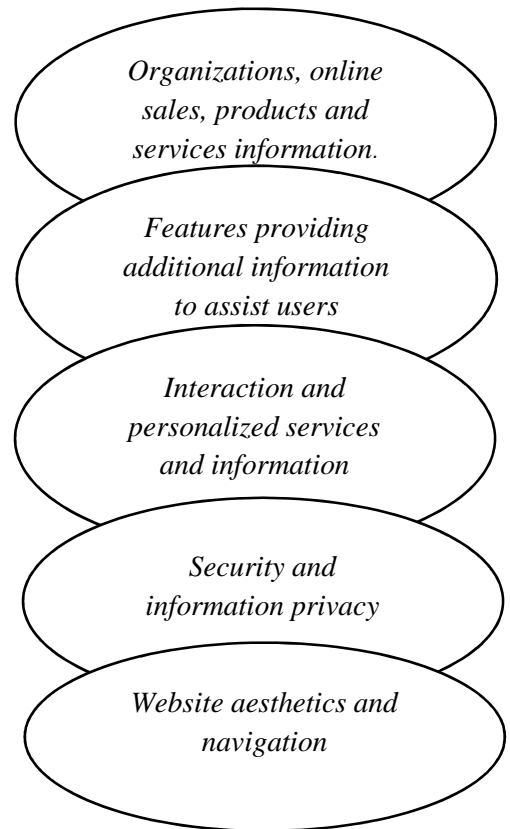 Organizations, online
sales, products and
services information.
Features providing
additional information
to assist users
Interaction and
personalized services
and information
Security and
information privacy
Website aesthetics and
navigation